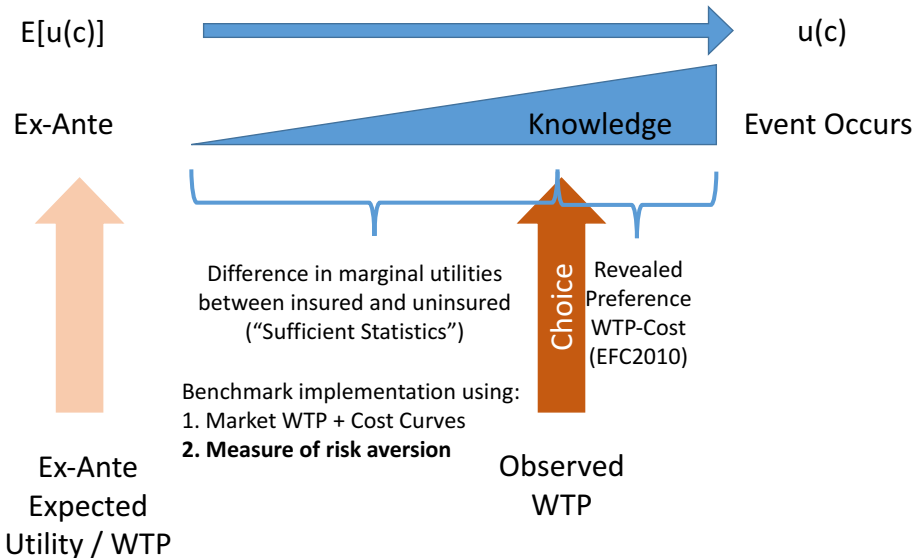 E[u(c)]
u(c)
Ex-Ante
Knowledge
Event Occurs
Difference in marginal utilities
between insured and uninsured
(“Sufficient Statistics”)
Choice
Revealed
Preference
WTP-Cost
(EFC2010)
Benchmark implementation using:
1. Market WTP + Cost Curves
2. Measure of risk aversion
Ex-Ante
Expected
Utility / WTP
Observed
WTP